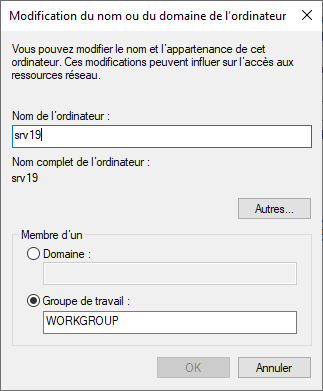 Modification du nom ou du domaine de l'ordinateur
Vous pouvez modifier le nom et l'appartenance de cet
ordinateur. Ces modifications peuvent influer sur l'accès aux
ressources réseau.
Nom de l'ordinateur :
srv19
Nom complet de l'ordinateur :
srv19
Autres...
Membre d'un
Domaine :
Groupe de travail :
WORKGROUP
OK
Annuler